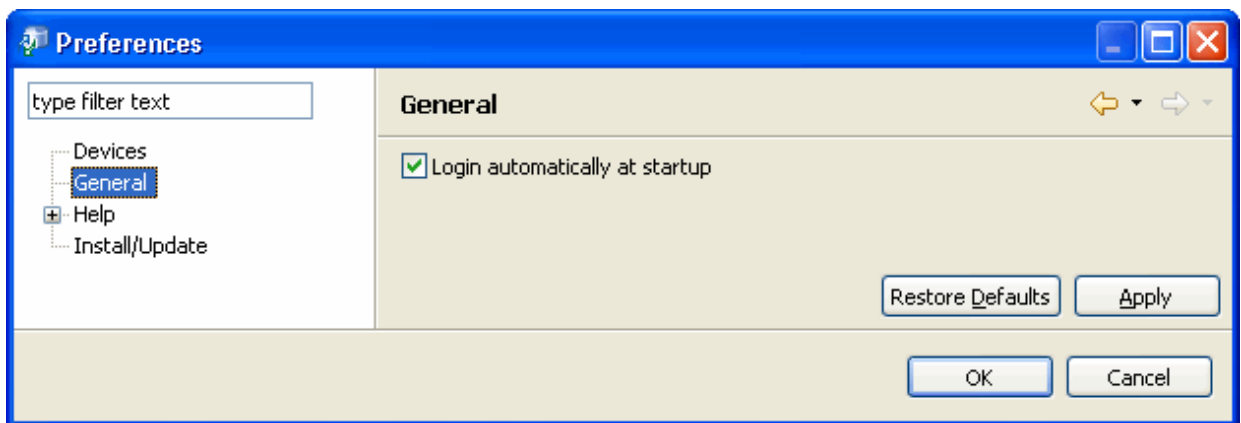 Preferences
type filter text
General
Devices
General
Help
Install/Update
Login automatically at startup
Restore Defaults
Apply
OK
Cancel